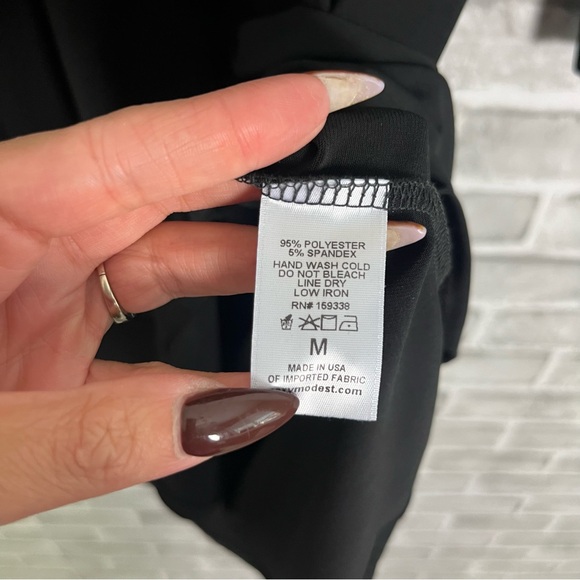 95% POLYESTER
5% SPANDEX
HAND WASH COLD
DO NOT BLEACH
LINE DRY
LOW IRON
RN# 159338
M
MADE IN USA
OF IMPORTED FABRIC